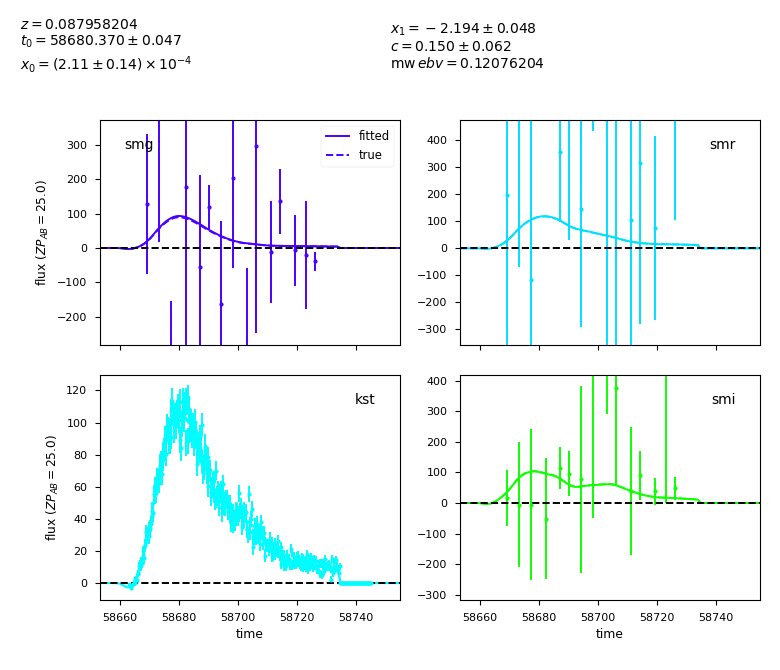 z = 0.087958204
t₀ = 58680.370 ± 0.047
x₀ = (2.11 ± 0.14) × 10⁻⁴
x₁ = −2.194 ± 0.048
c = 0.150 ± 0.062
mw ebv = 0.12076204
smg
fitted
true
300
200
100
0
−100
−200
flux (ZP_AB = 25.0)
smr
400
300
200
100
0
−100
−200
−300
kst
120
100
80
60
40
20
0
flux (ZP_AB = 25.0)
58660 58680 58700 58720 58740
time
smi
400
300
200
100
0
−100
−200
−300
58660 58680 58700 58720 58740
time